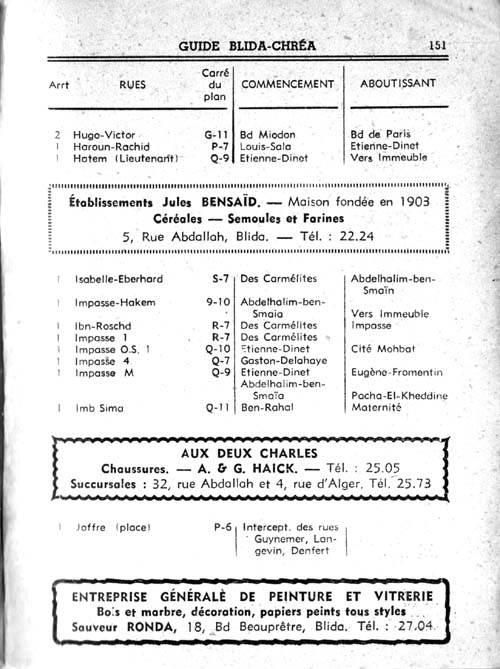 GUIDE BLIDA-CHRÉA 151
Arrt RUES Carré du plan COMMENCEMENT ABOUTISSANT
2 Hugo-Victor G-11 Bd Miodon Bd de Paris
1 Haroun-Rachid P-7 Louis-Sala Etienne-Dinet
1 Hatem (Lieutenant) Q-9 Etienne-Dinet Vers Immeuble
Établissements Jules BENSAÏD. — Maison fondée en 1903
Céréales — Semoules et Farines
5, Rue Abdallah, Blida. — Tél. : 22.24
1 Isabelle-Eberhard S-7 Des Carmélites Abdelhalim-ben-
Smaïn
1 Impasse-Hakem 9-10 Abdelhalim-ben-
Smaia Vers Immeuble
1 Ibn-Roschd R-7 Des Carmélites Impasse
1 Impasse 1 R-7 Des Carmélites
1 Impasse O.S. 1 Q-10 Etienne-Dinet Cité Mohbat
1 Impasse 4 Q-7 Gaston-Delahaye
1 Impasse M Q-9 Etienne-Dinet Eugène-Fromentin
Abdelhalim-ben-
Smaïa Pacha-El-Kheddine
1 Imb Sima Q-11 Ben-Rahal Maternité
AUX DEUX CHARLES
Chaussures. — A. & G. HAICK. — Tél. : 25.05
Succursales : 32, rue Abdallah et 4, rue d'Alger. Tél. 25.73
1 Joffre (place) P-6 Intercept. des rues
Guynemer, Lan-
gevin, Denfert
ENTREPRISE GÉNÉRALE DE PEINTURE ET VITRERIE
Bois et marbre, décoration, papiers peints tous styles
Sauveur RONDA, 18, Bd Beauprêtre, Blida. Tél. : 27.04